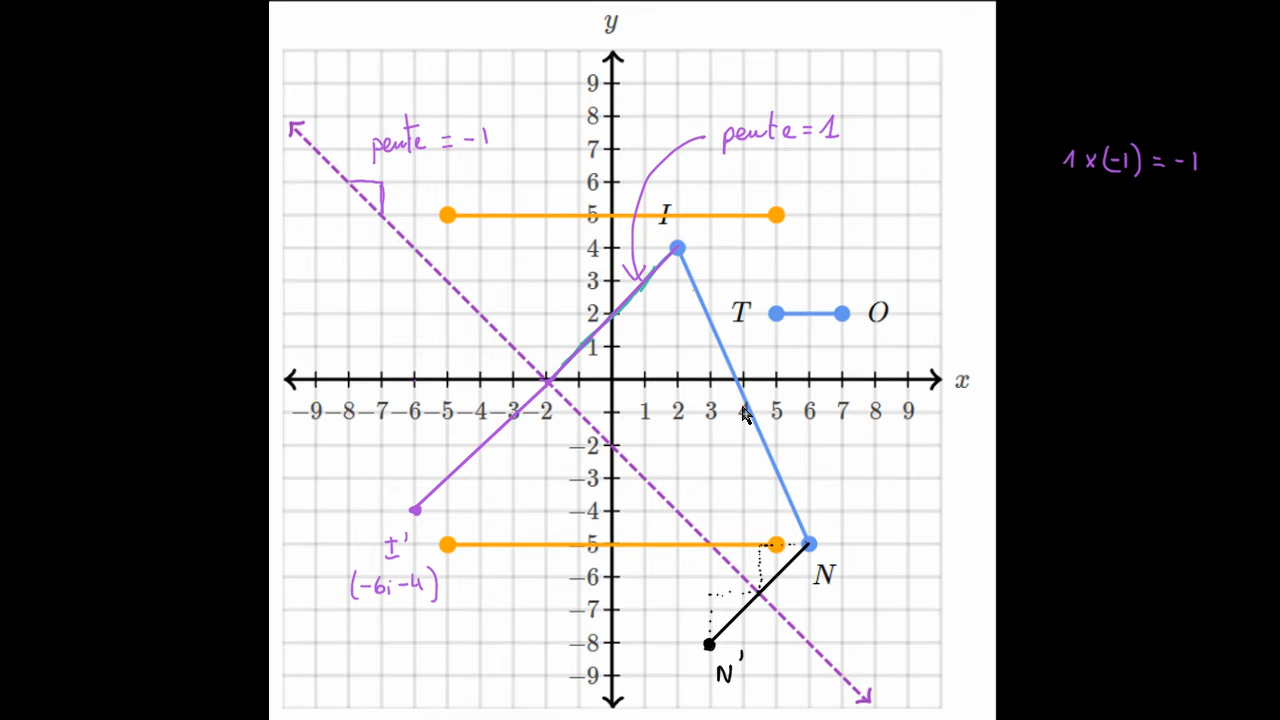 y
9
8
pente = -1
pente = 1
7
1 x (-1) = -1
6
I
5
4
3
T
O
2
1
x
-9 -8 -7 -6 -5 -4 -3 -2
1 2 3 4 5 6 7 8 9
-2
-3
-4
I'
-5
(-6; -4)
N
-6
-7
-8
N'
-9